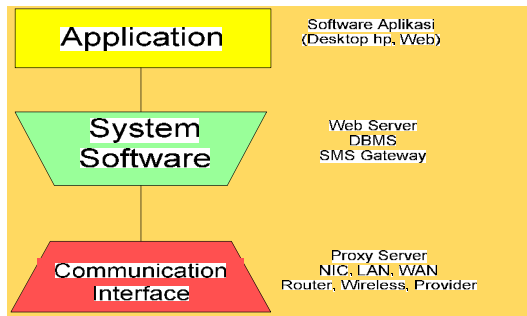 Application
Software Aplikasi
(Desktop hp, Web)
System
Software
Web Server
DBMS
SMS Gateway
Communication
Interface
Proxy Server
NIC, LAN, WAN
Router, Wireless, Provider